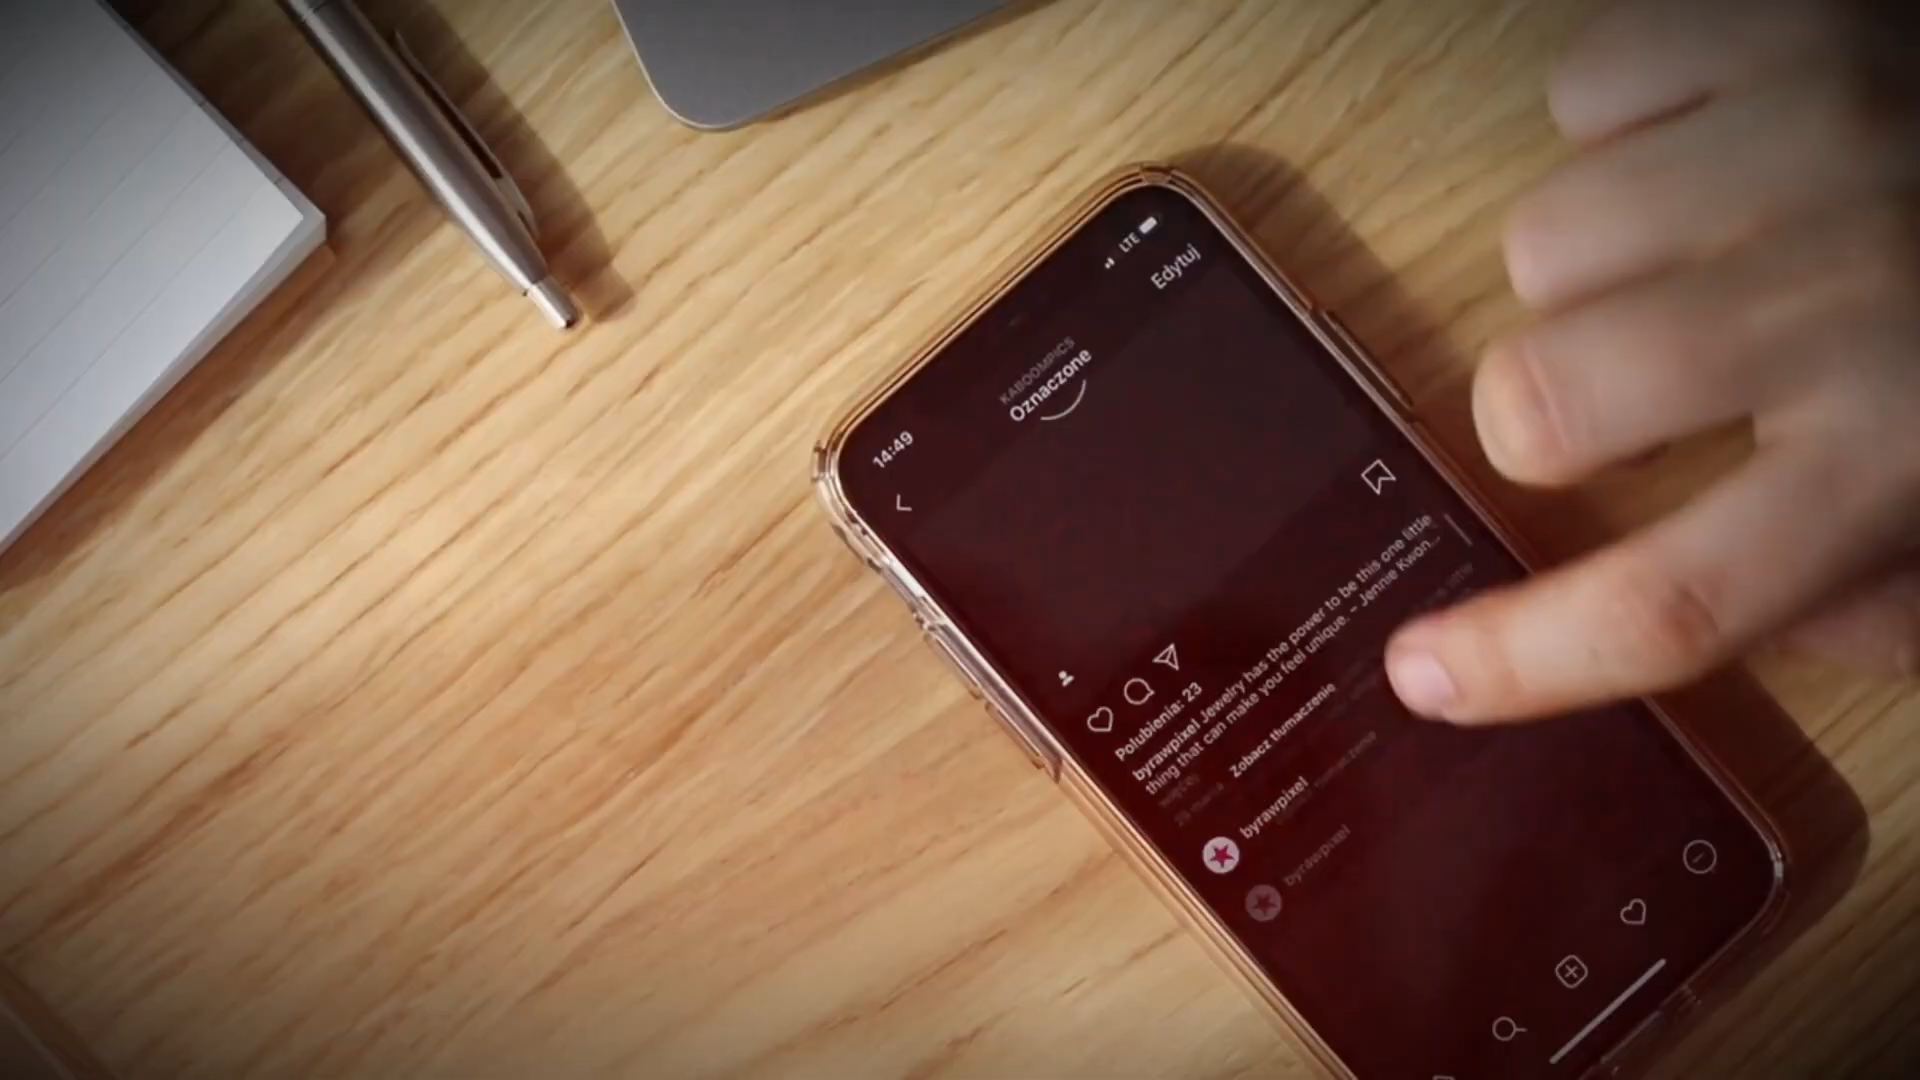 14:49
LTE
KABOOMPICS
Oznaczone
Edytuj
Polubienia: 23
byrawpixel Jewelry has the power to be this one little
thing that can make you feel unique. – Jennie Kwon...
Zobacz tłumaczenie
byrawpixel
byrawpixel